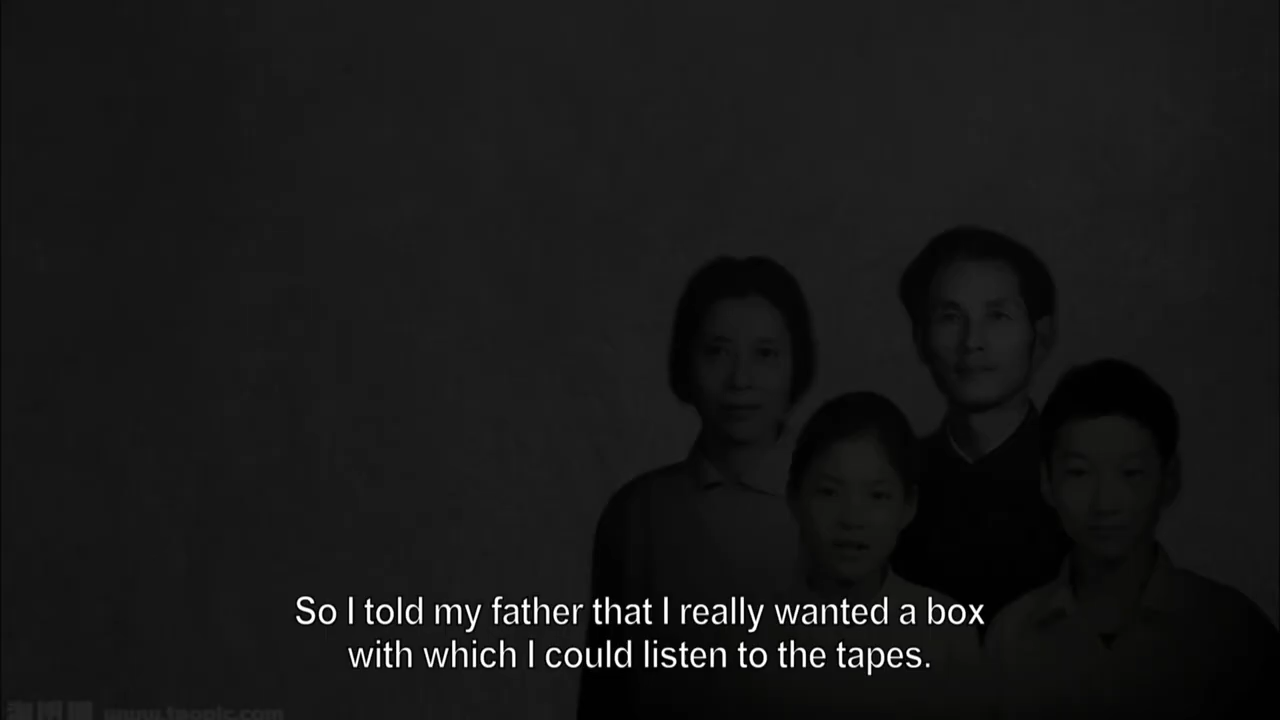 So I told my father that I really wanted a box
with which I could listen to the tapes.